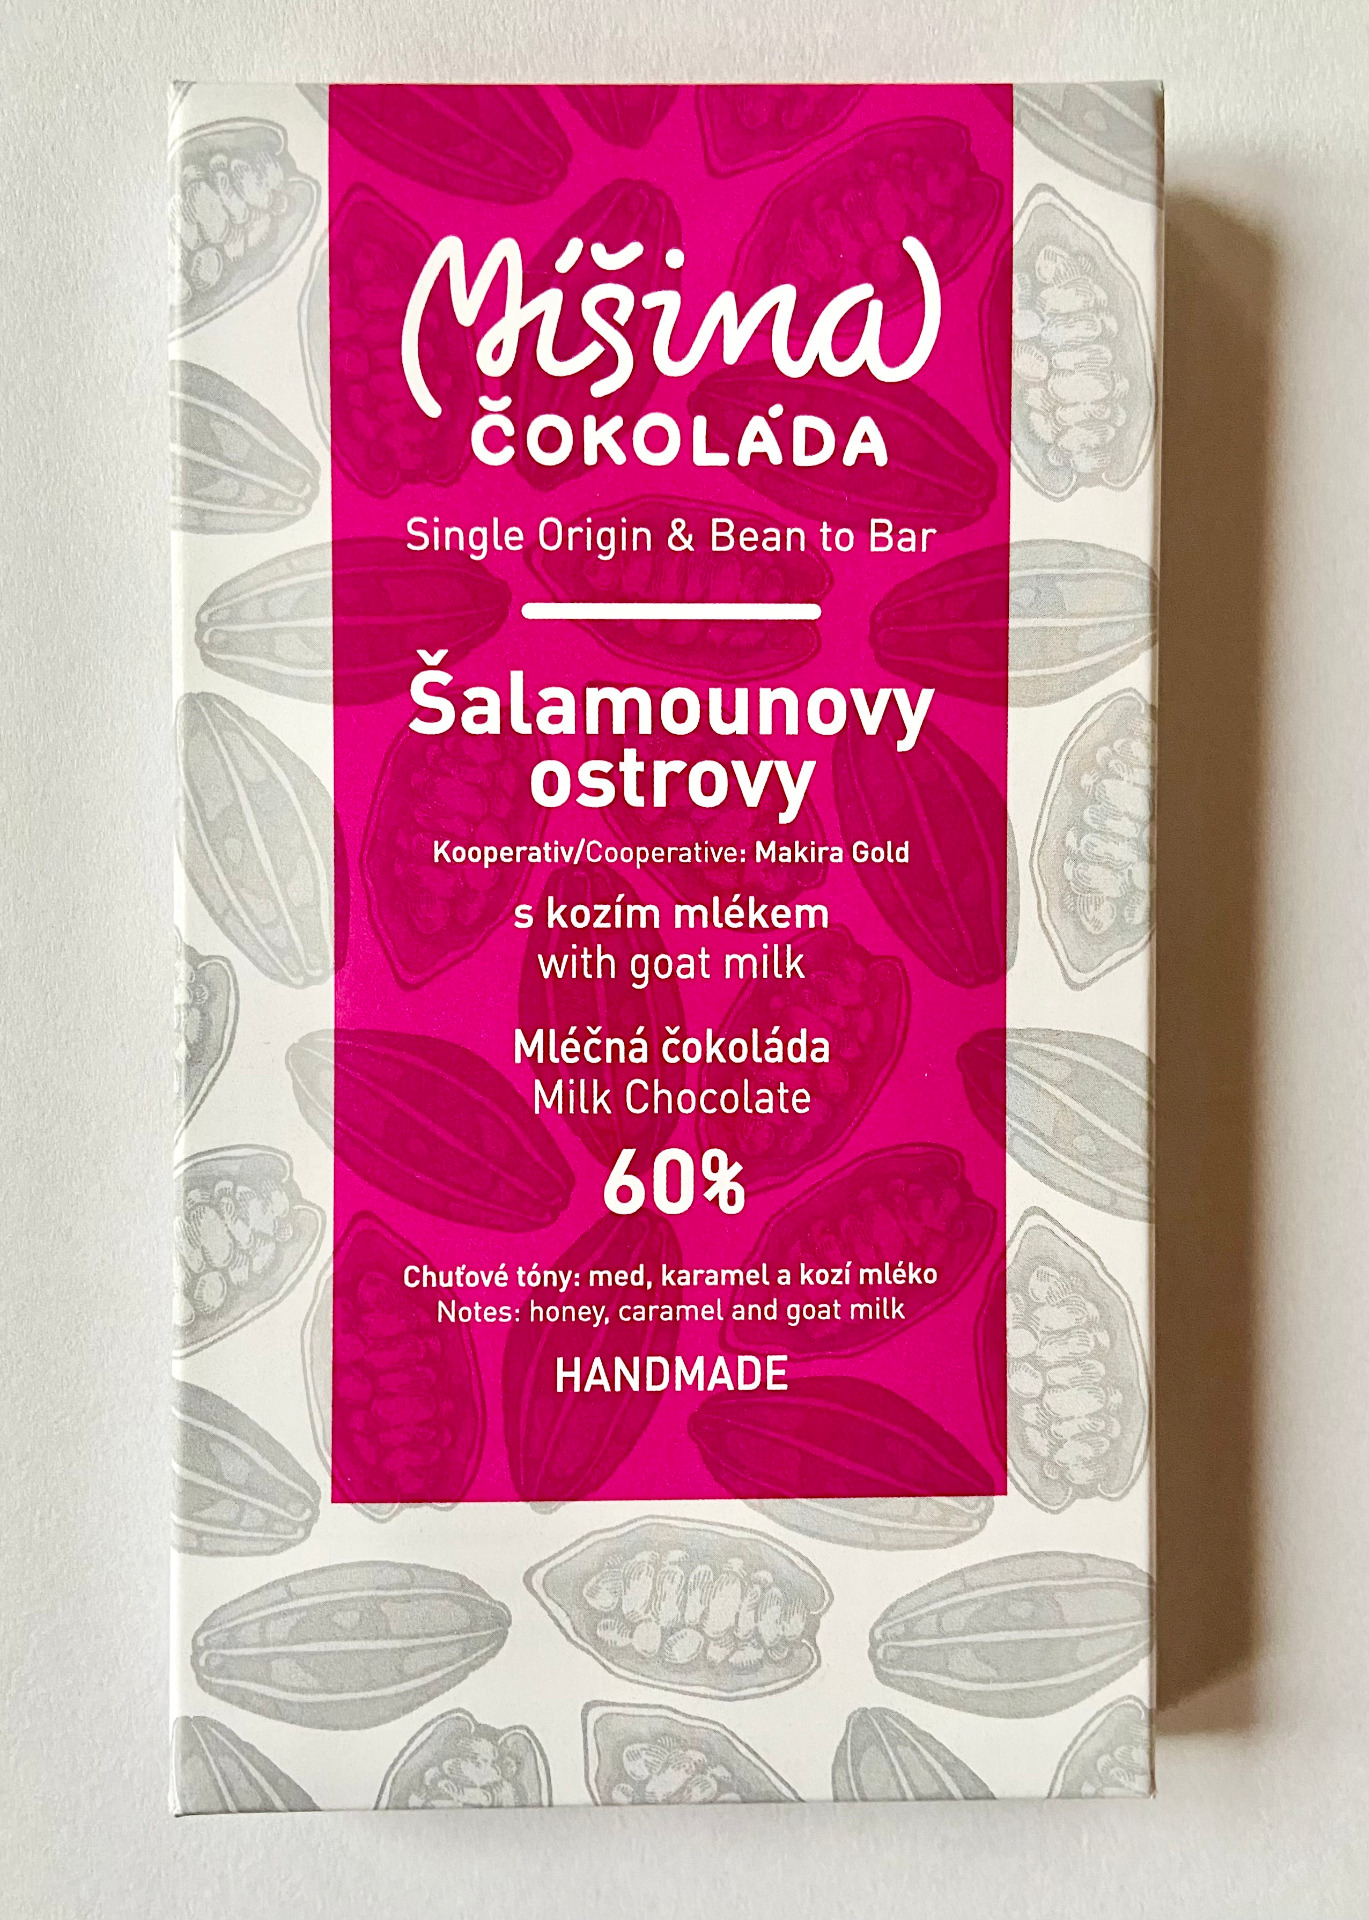 Míšina
ČOKOLÁDA
Single Origin & Bean to Bar
Šalamounovy
ostrovy
Kooperativ/Cooperative: Makira Gold
s kozím mlékem
with goat milk
Mléčná čokoláda
Milk Chocolate
60%
Chuťové tóny: med, karamel a kozí mléko
Notes: honey, caramel and goat milk
HANDMADE